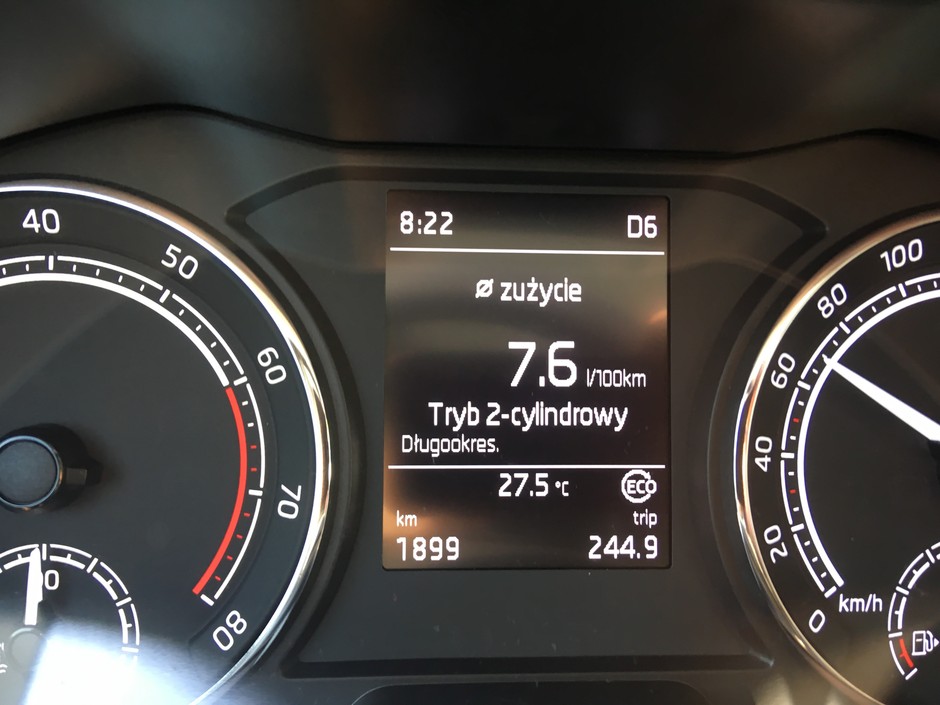 8:22 D6
ø zużycie
7.6 l/100km
Tryb 2-cylindrowy
Długookres.
27.5 °C ECO
km trip
1899 244.9
40
50
60
70
80
100
80
60
40
20
0
km/h